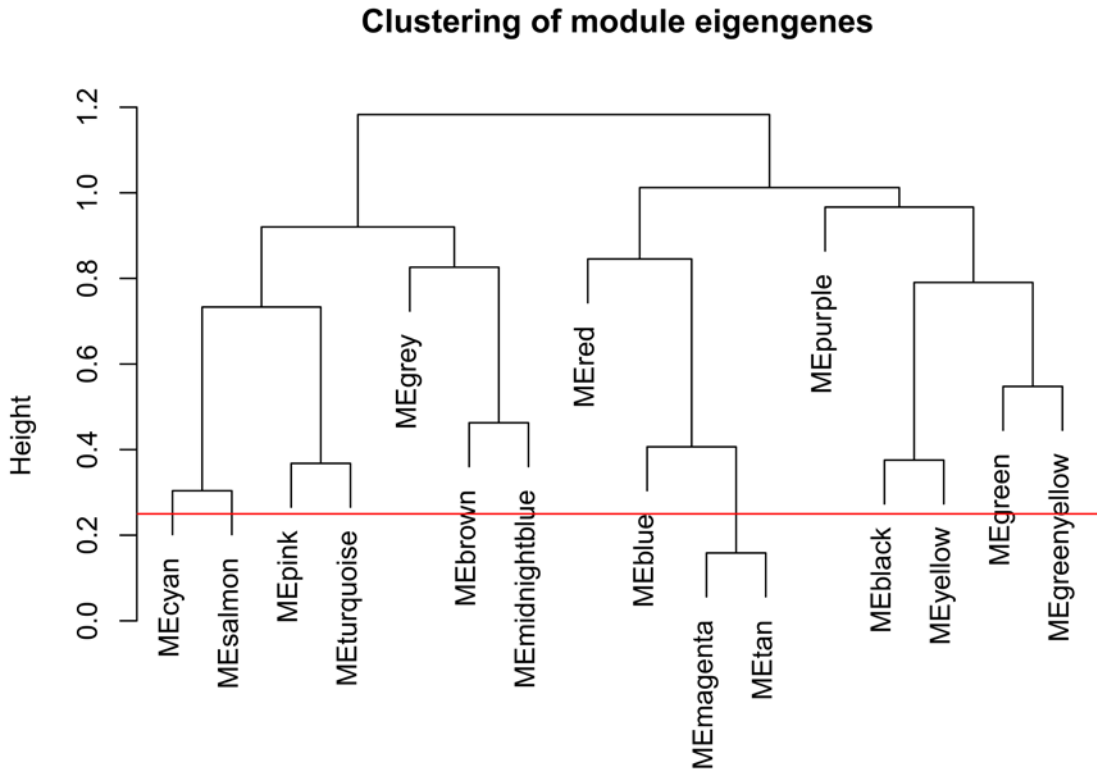 Clustering of module eigengenes
Height
1.2
1.0
0.8
0.6
0.4
0.2
0.0
MEcyan
MEsalmon
MEpink
MEturquoise
MEgrey
MEbrown
MEmidnightblue
MEred
MEblue
MEmagenta
MEtan
MEpurple
MEblack
MEyellow
MEgreen
MEgreenyellow